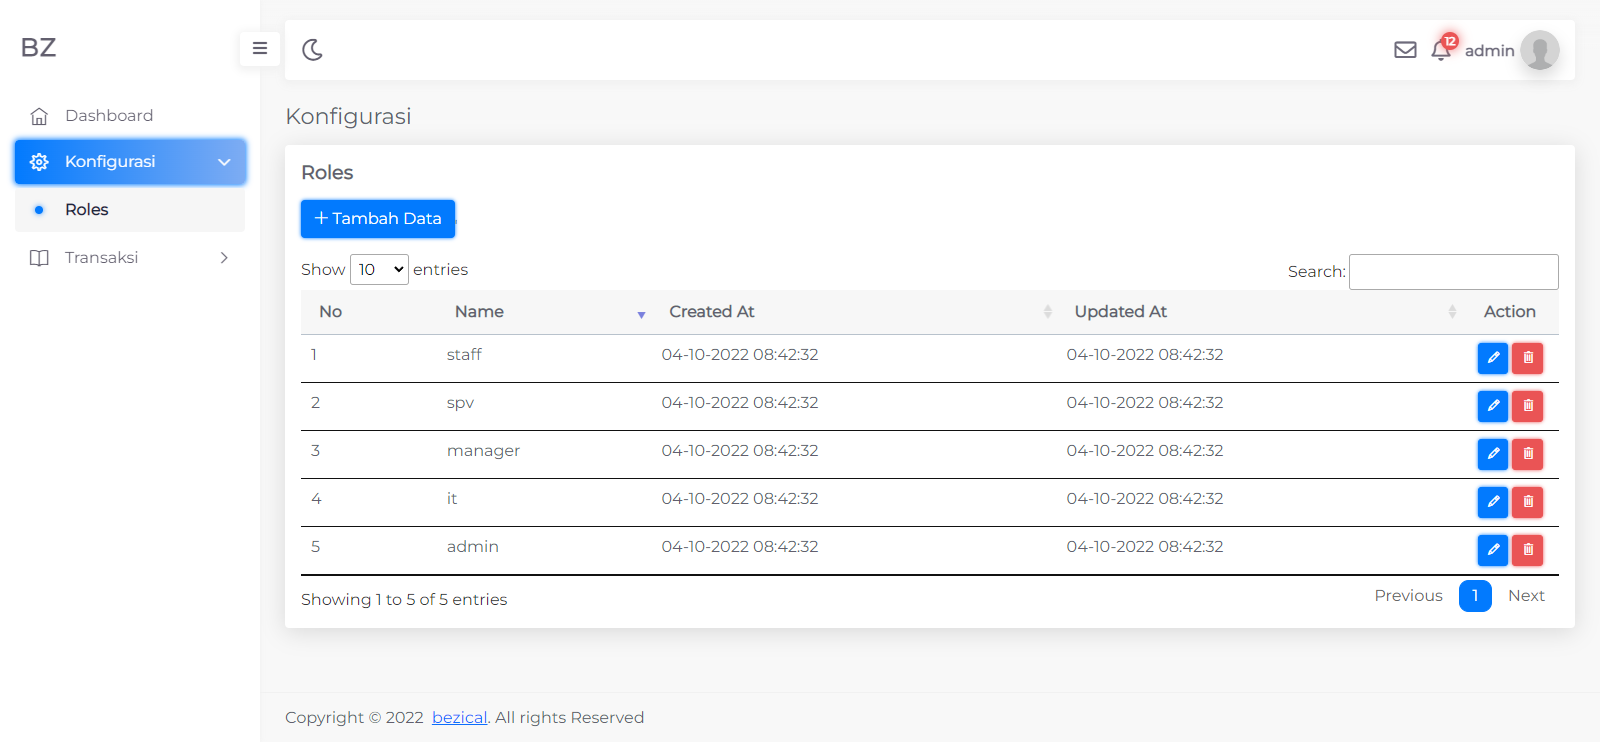 BZ
12
admin
Dashboard
Konfigurasi
Roles
Transaksi
Konfigurasi
Roles
+ Tambah Data
Show 10 entries
Search:
No Name Created At Updated At Action
1 staff 04-10-2022 08:42:32 04-10-2022 08:42:32
2 spv 04-10-2022 08:42:32 04-10-2022 08:42:32
3 manager 04-10-2022 08:42:32 04-10-2022 08:42:32
4 it 04-10-2022 08:42:32 04-10-2022 08:42:32
5 admin 04-10-2022 08:42:32 04-10-2022 08:42:32
Showing 1 to 5 of 5 entries
Previous 1 Next
Copyright © 2022 bezical. All rights Reserved